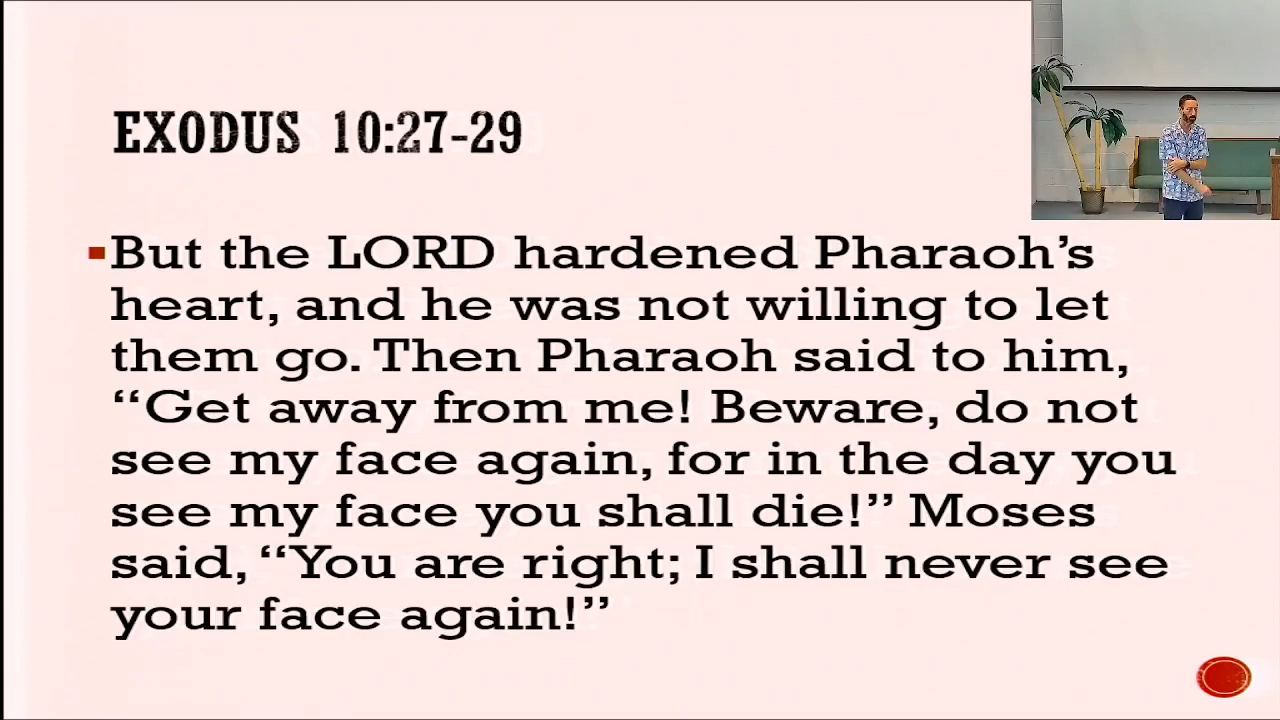 EXODUS 10:27-29
But the LORD hardened Pharaoh’s
heart, and he was not willing to let
them go. Then Pharaoh said to him,
“Get away from me! Beware, do not
see my face again, for in the day you
see my face you shall die!” Moses
said, “You are right; I shall never see
your face again!”